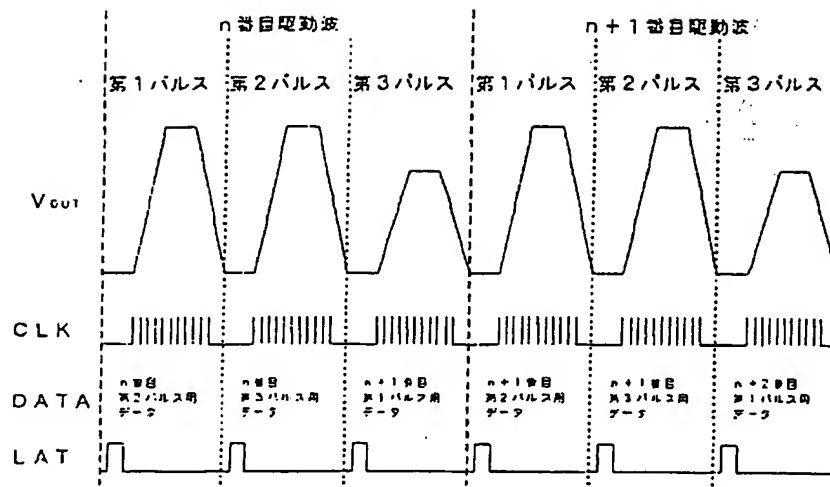 n番目駆動波
n+1番目駆動波
第1パルス
第2パルス
第3パルス
第1パルス
第2パルス
第3パルス
VOUT
CLK
DATA
n番目
第2パルス用
データ
n番目
第3パルス用
データ
n+1番目
第1パルス用
データ
n+1番目
第2パルス用
データ
n+1番目
第3パルス用
データ
n+2番目
第1パルス用
データ
LAT